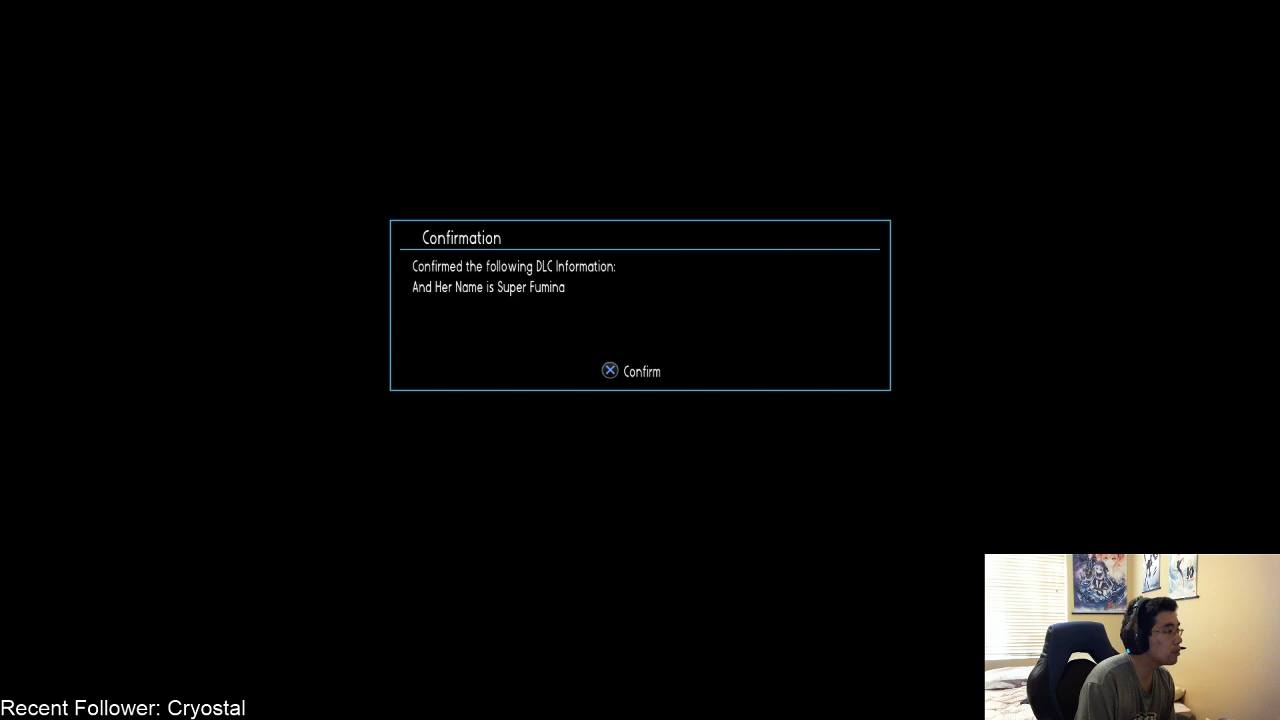 Confirmation
Confirmed the following DLC Information:
And Her Name is Super Fumina
Confirm
Recent Follower: Cryostal